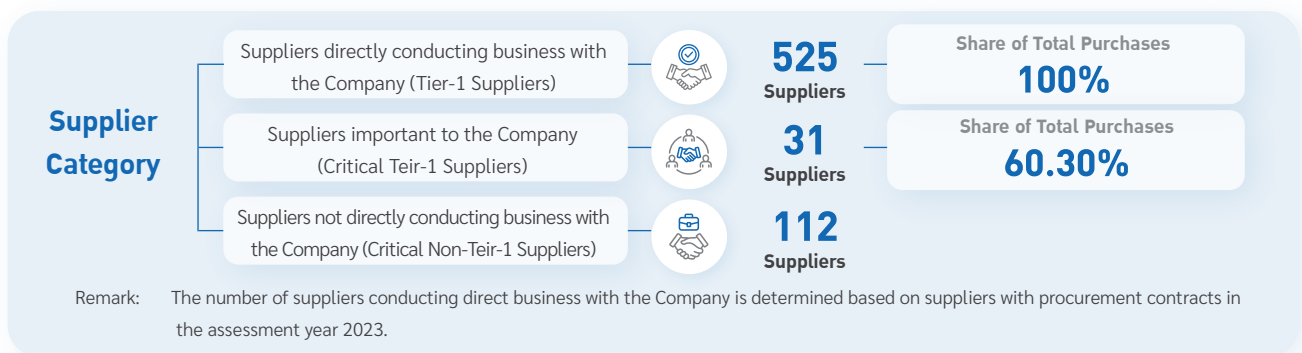 Supplier
Category
Suppliers directly conducting business with
the Company (Tier-1 Suppliers)
525
Suppliers
Share of Total Purchases
100%
Suppliers important to the Company
(Critical Teir-1 Suppliers)
31
Suppliers
Share of Total Purchases
60.30%
Suppliers not directly conducting business with
the Company (Critical Non-Teir-1 Suppliers)
112
Suppliers
Remark: The number of suppliers conducting direct business with the Company is determined based on suppliers with procurement contracts in
the assessment year 2023.